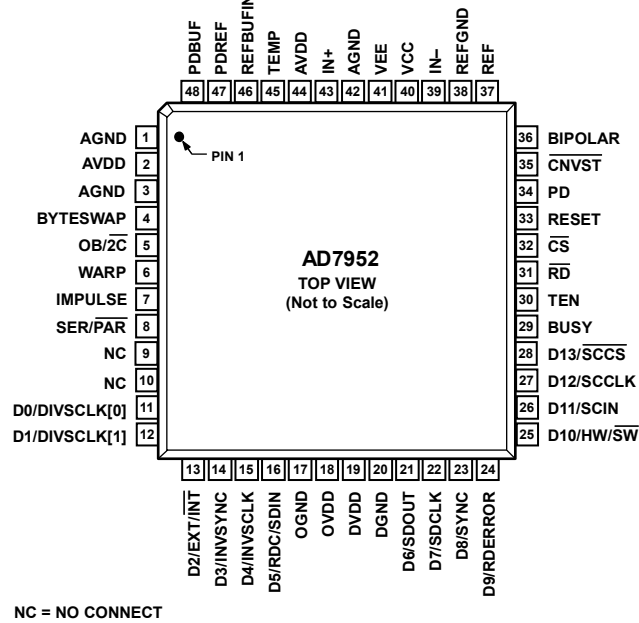 PDBUF
PDREF
REFBUFIN
TEMP
AVDD
IN+
AGND
VEE
VCC
IN–
REFGND
REF
48 47 46 45 44 43 42 41 40 39 38 37
AGND 1
AVDD 2
AGND 3
BYTESWAP 4
OB/2C 5
WARP 6
IMPULSE 7
SER/PAR 8
NC 9
NC 10
D0/DIVSCLK[0] 11
D1/DIVSCLK[1] 12
PIN 1
AD7952
TOP VIEW
(Not to Scale)
36 BIPOLAR
35 CNVST
34 PD
33 RESET
32 CS
31 RD
30 TEN
29 BUSY
28 D13/SCCS
27 D12/SCCLK
26 D11/SCIN
25 D10/HW/SW
13 14 15 16 17 18 19 20 21 22 23 24
D2/EXT/INT
D3/INVSYNC
D4/INVSCLK
D5/RDC/SDIN
OGND
OVDD
DVDD
DGND
D6/SDOUT
D7/SDCLK
D8/SYNC
D9/RDERROR
NC = NO CONNECT